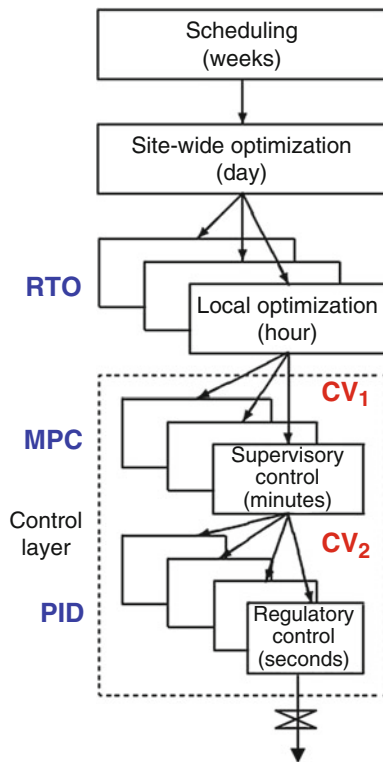 Scheduling
(weeks)
Site-wide optimization
(day)
RTO
Local optimization
(hour)
CV1
MPC
Supervisory
control
(minutes)
Control
layer
CV2
PID
Regulatory
control
(seconds)